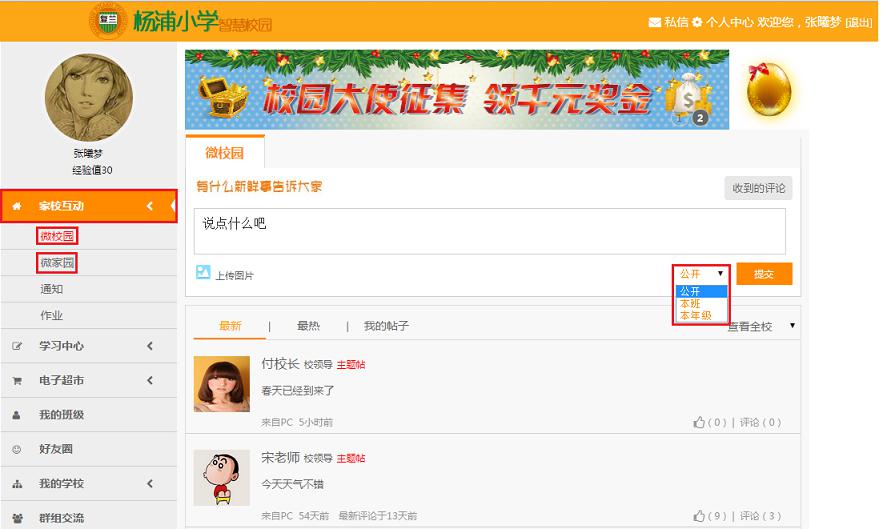 复兰
杨浦小学智慧校园
私信 个人中心 欢迎您，张曦梦 [退出]
张曦梦
经验值30
家校互动
微校园
微家园
通知
作业
学习中心
电子超市
我的班级
好友圈
我的学校
群组交流
校园大使征集 领千元奖金
1 2
微校园
有什么新鲜事告诉大家
收到的评论
说点什么吧
上传图片
公开
提交
公开
本班
本年级
最新 | 最热 | 我的帖子
查看全校
付校长 校领导 主题帖
春天已经到来了
来自PC 5小时前
(0) | 评论 (0)
宋老师 校领导 主题帖
今天天气不错
来自PC 54天前 最新评论于13天前
(9) | 评论 (3)